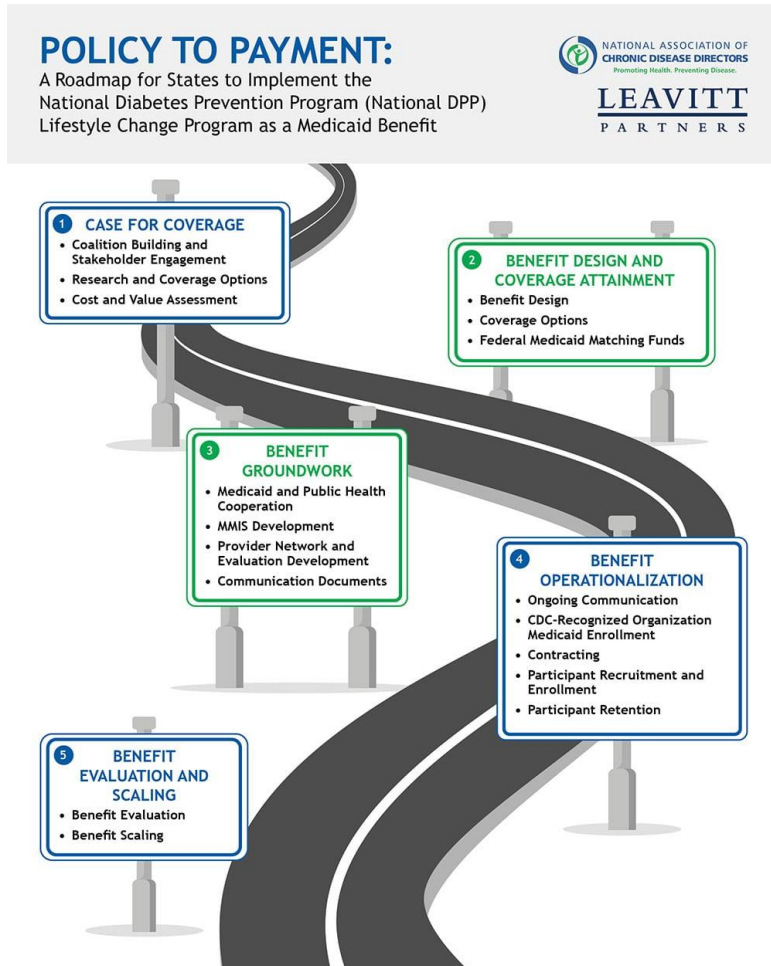 POLICY TO PAYMENT:
A Roadmap for States to Implement the
National Diabetes Prevention Program (National DPP)
Lifestyle Change Program as a Medicaid Benefit
NATIONAL ASSOCIATION OF
CHRONIC DISEASE DIRECTORS
Promoting Health. Preventing Disease.
LEAVITT
PARTNERS
1 CASE FOR COVERAGE
• Coalition Building and
Stakeholder Engagement
• Research and Coverage Options
• Cost and Value Assessment
2 BENEFIT DESIGN AND
COVERAGE ATTAINMENT
• Benefit Design
• Coverage Options
• Federal Medicaid Matching Funds
3 BENEFIT
GROUNDWORK
• Medicaid and Public Health
Cooperation
• MMIS Development
• Provider Network and
Evaluation Development
• Communication Documents
4 BENEFIT
OPERATIONALIZATION
• Ongoing Communication
• CDC-Recognized Organization
Medicaid Enrollment
• Contracting
• Participant Recruitment and
Enrollment
• Participant Retention
5 BENEFIT
EVALUATION AND
SCALING
• Benefit Evaluation
• Benefit Scaling